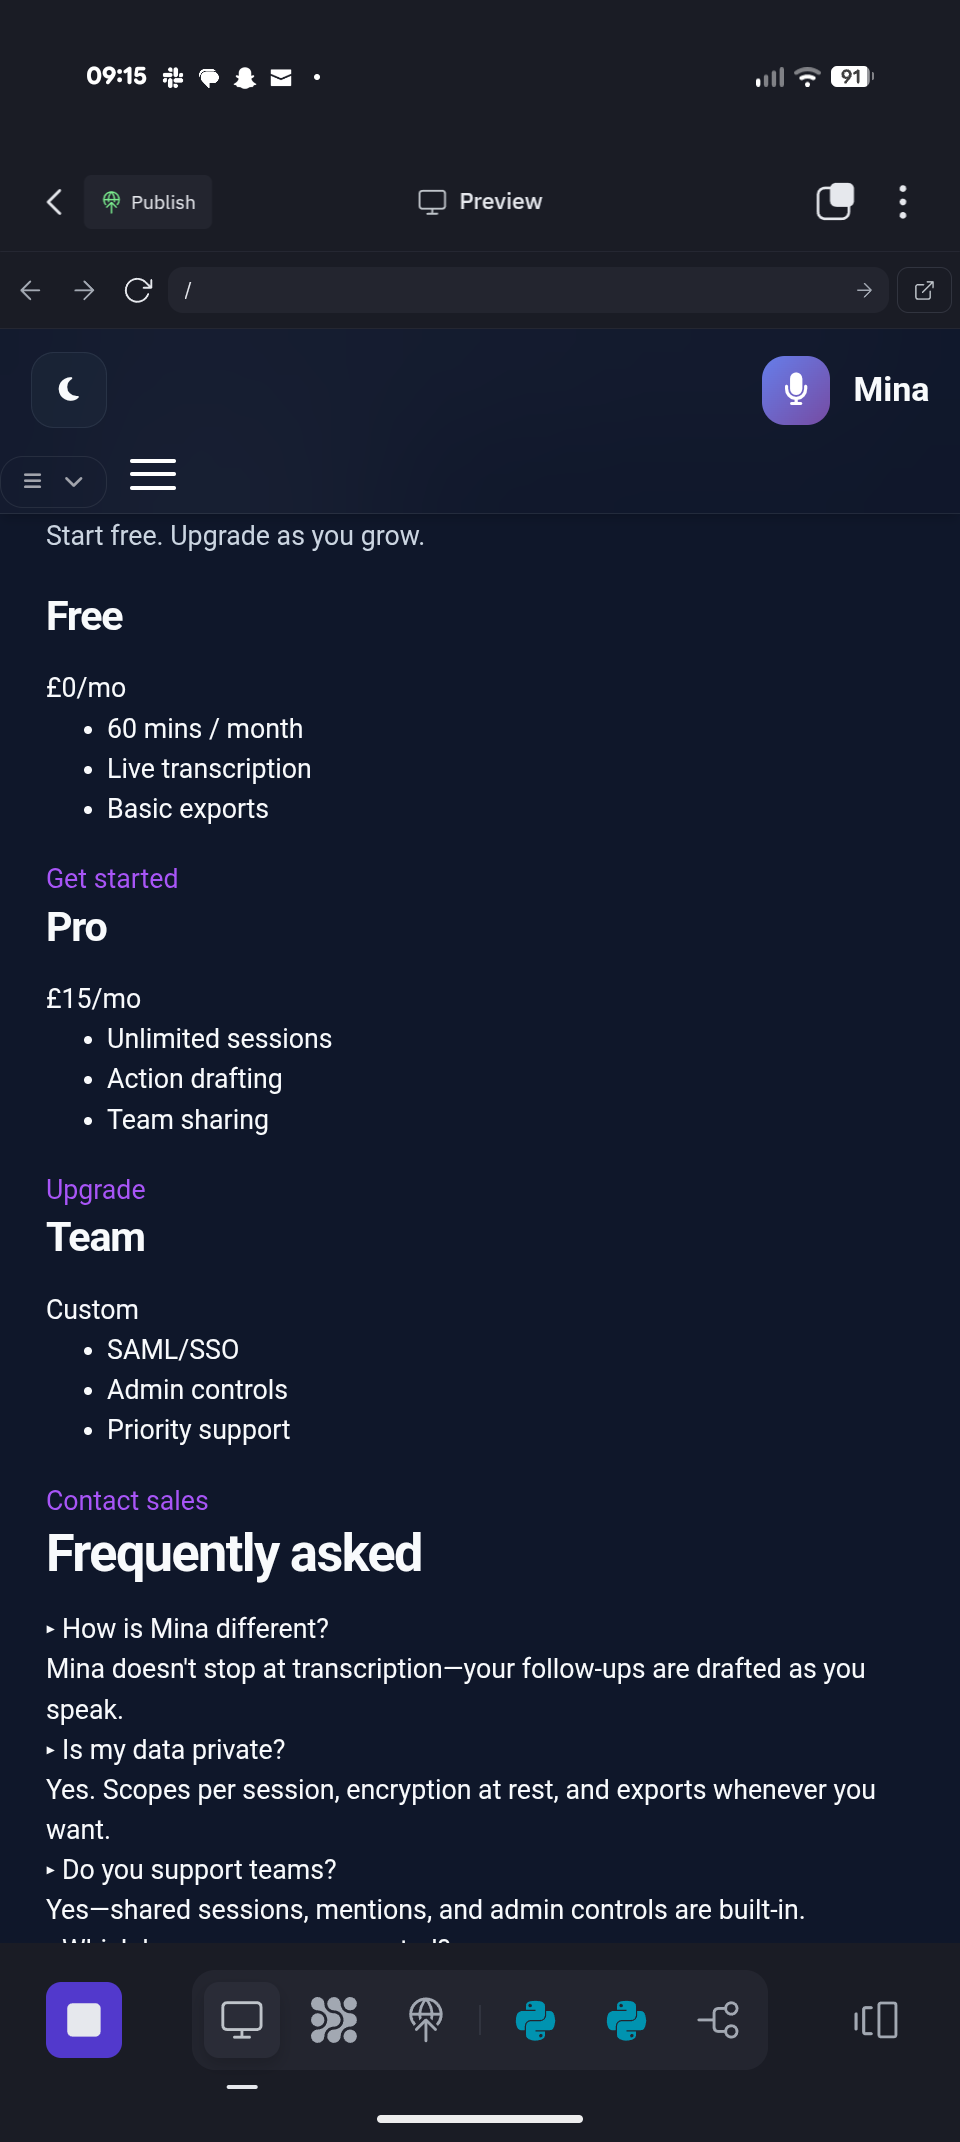 09:15
91
Publish
Preview
/
Mina
Start free. Upgrade as you grow.
Free
£0/mo
• 60 mins / month
• Live transcription
• Basic exports
Get started
Pro
£15/mo
• Unlimited sessions
• Action drafting
• Team sharing
Upgrade
Team
Custom
• SAML/SSO
• Admin controls
• Priority support
Contact sales
Frequently asked
▸ How is Mina different?
Mina doesn't stop at transcription—your follow-ups are drafted as you
speak.
▸ Is my data private?
Yes. Scopes per session, encryption at rest, and exports whenever you
want.
▸ Do you support teams?
Yes—shared sessions, mentions, and admin controls are built-in.